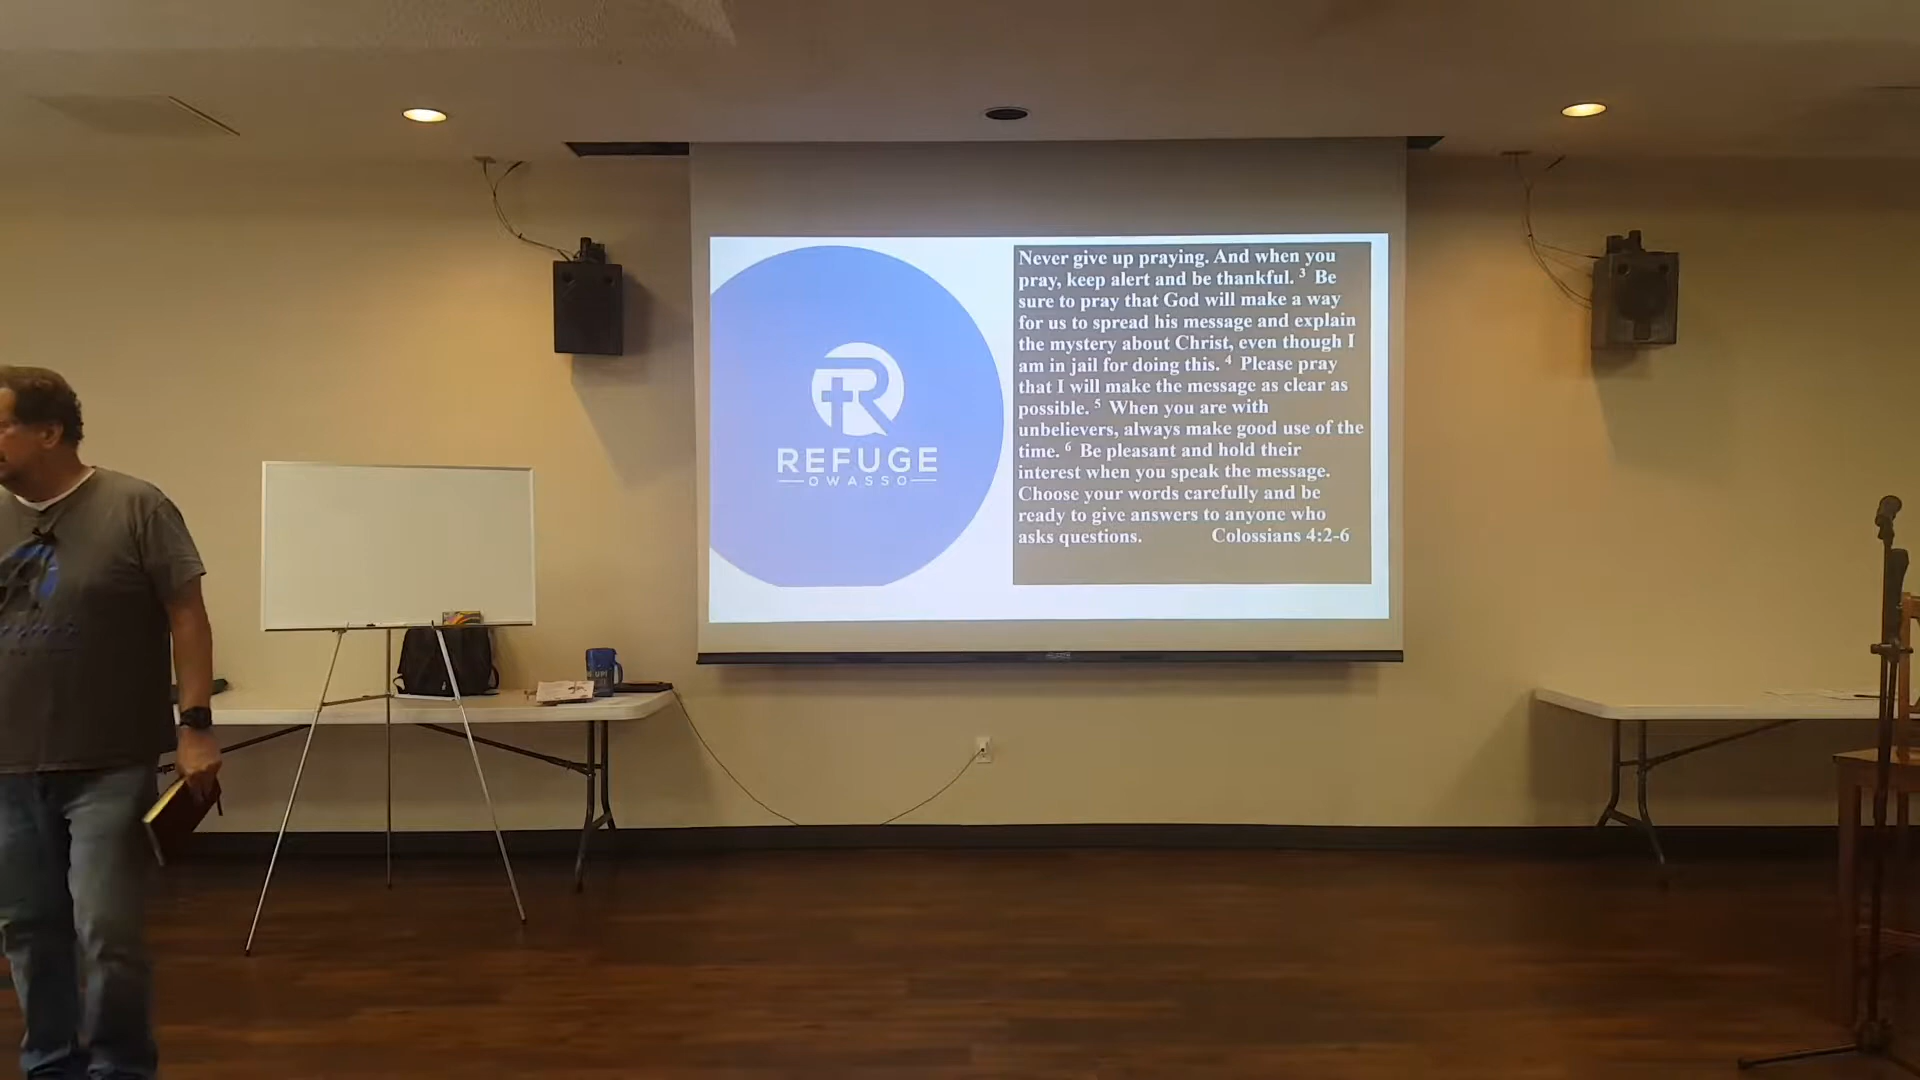 REFUGE
OWASSO
Never give up praying. And when you
pray, keep alert and be thankful. ³ Be
sure to pray that God will make a way
for us to spread his message and explain
the mystery about Christ, even though I
am in jail for doing this. ⁴ Please pray
that I will make the message as clear as
possible. ⁵ When you are with
unbelievers, always make good use of the
time. ⁶ Be pleasant and hold their
interest when you speak the message.
Choose your words carefully and be
ready to give answers to anyone who
asks questions. Colossians 4:2-6
UP!